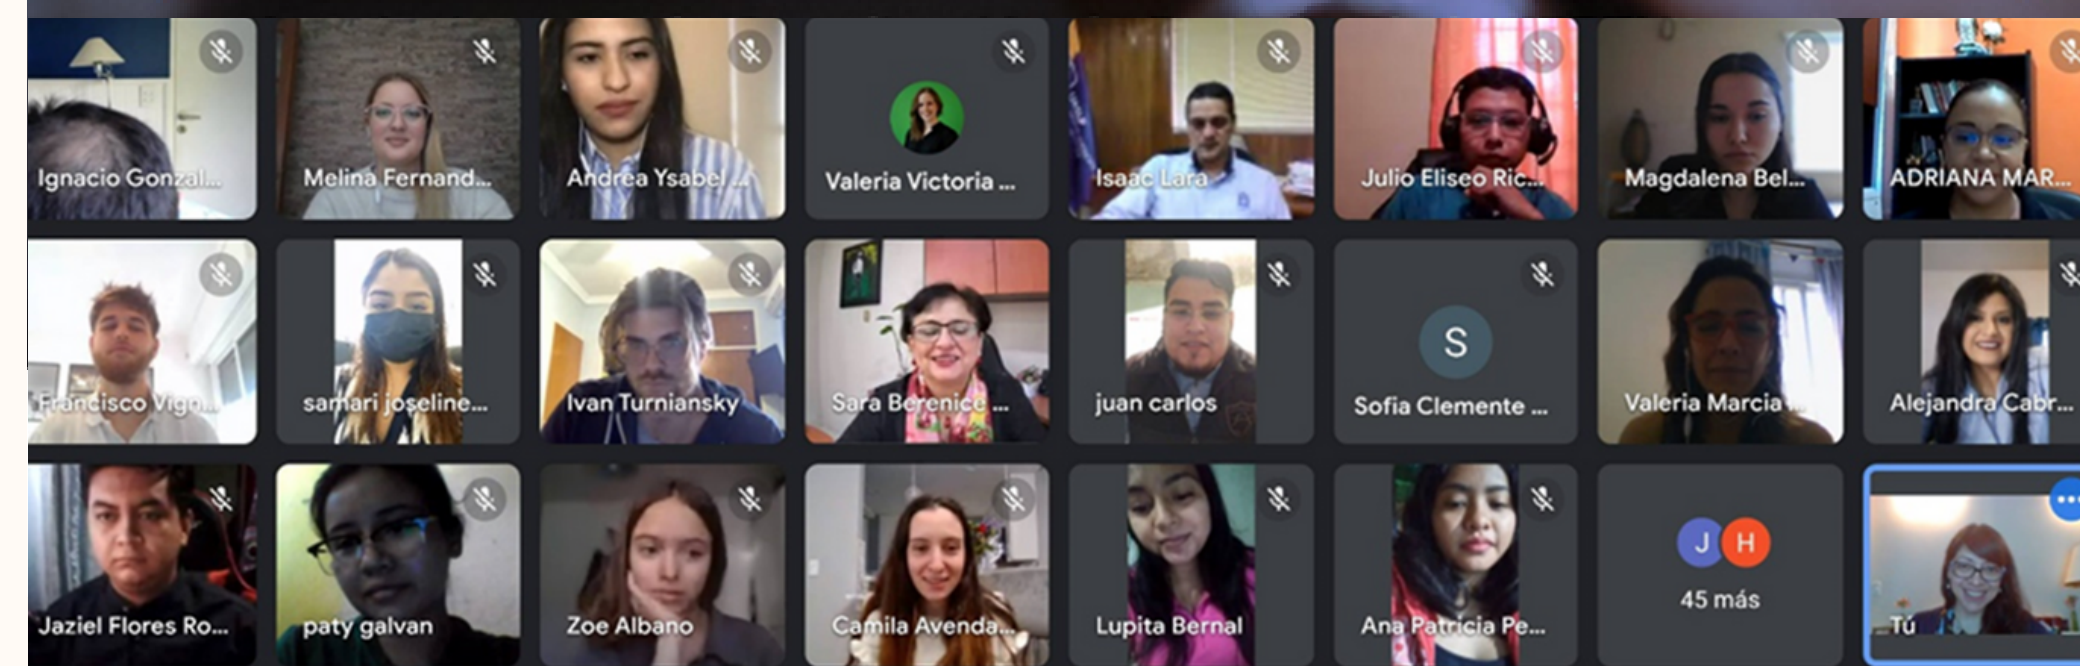 Ignacio Gonzal...
Melina Fernand...
Andrea Ysabel ...
Valeria Victoria ...
Isaac Lara
Julio Eliseo Ric...
Magdalena Bel...
ADRIANA MAR...
Francisco Vign...
samari joseline...
Ivan Turniansky
Sara Berenice ...
juan carlos
S
Sofia Clemente ...
Valeria Marcia ...
Alejandra Cabr...
Jaziel Flores Ro...
paty galvan
Zoe Albano
Camila Avenda...
Lupita Bernal
Ana Patricia Pe...
J H
45 más
Tú